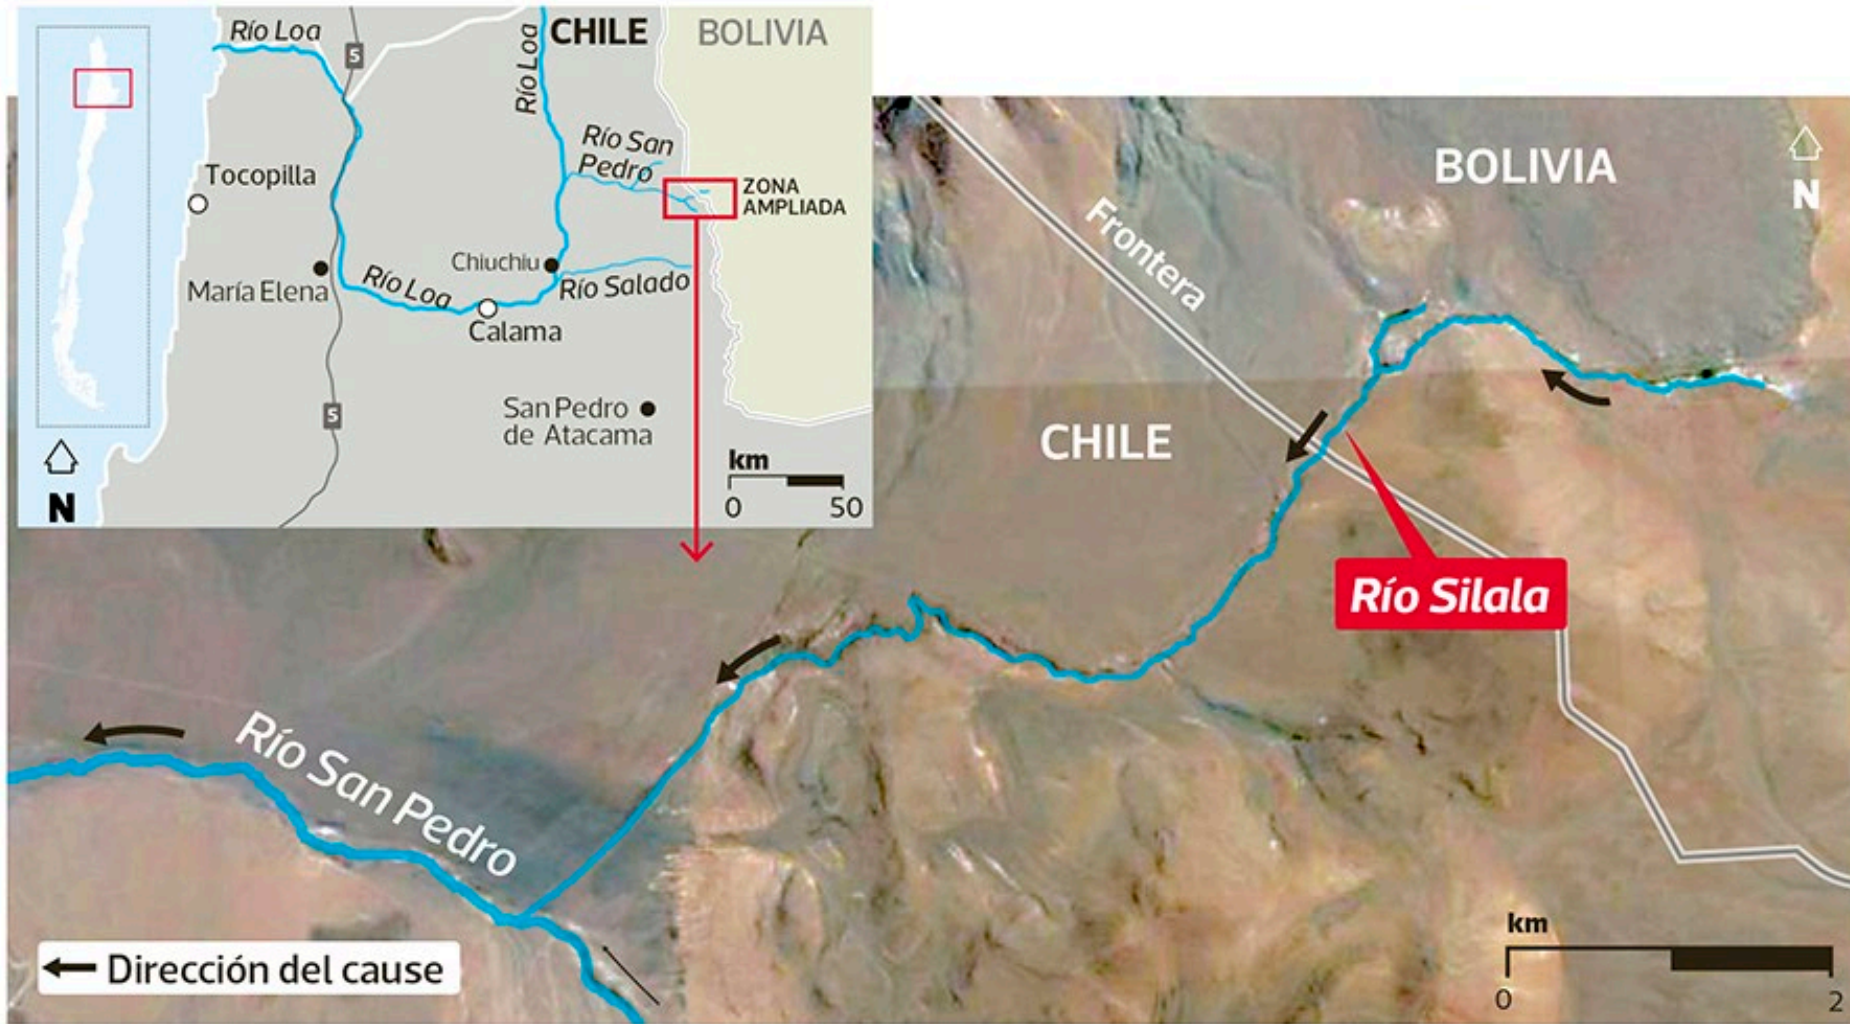 Río Loa
5
Río Loa
CHILE
BOLIVIA
Río San
Pedro
Tocopilla
ZONA
AMPLIADA
Chiuchiu
María Elena
Río Loa
Río Salado
Calama
5
San Pedro
de Atacama
N
km
0 50
BOLIVIA
N
Frontera
CHILE
Río Silala
Río San Pedro
Dirección del cause
km
0 2